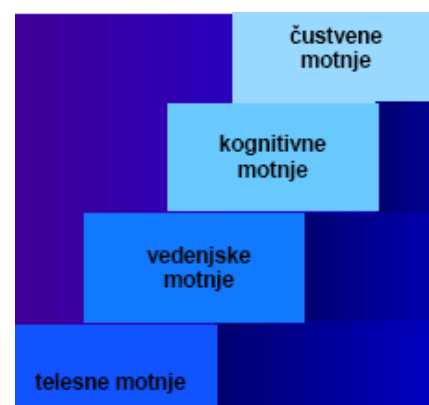 čustvene
motnje
kognitivne
motnje
vedenjske
motnje
telesne motnje